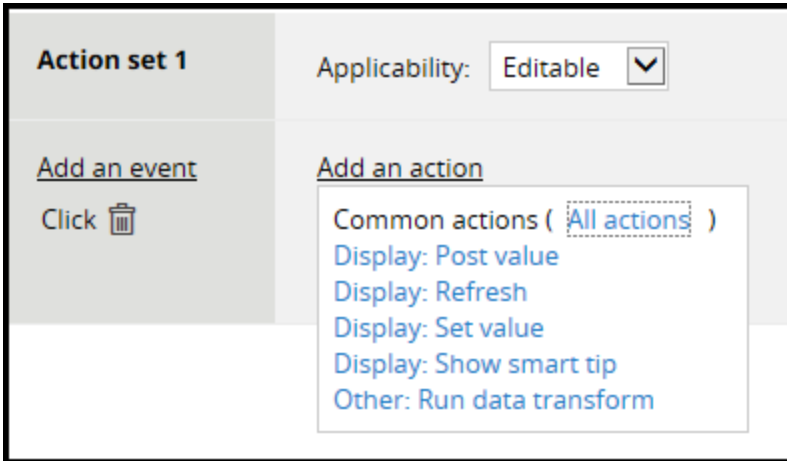 Action set 1
Applicability: Editable
Add an event
Click
Add an action
Common actions ( All actions )
Display: Post value
Display: Refresh
Display: Set value
Display: Show smart tip
Other: Run data transform